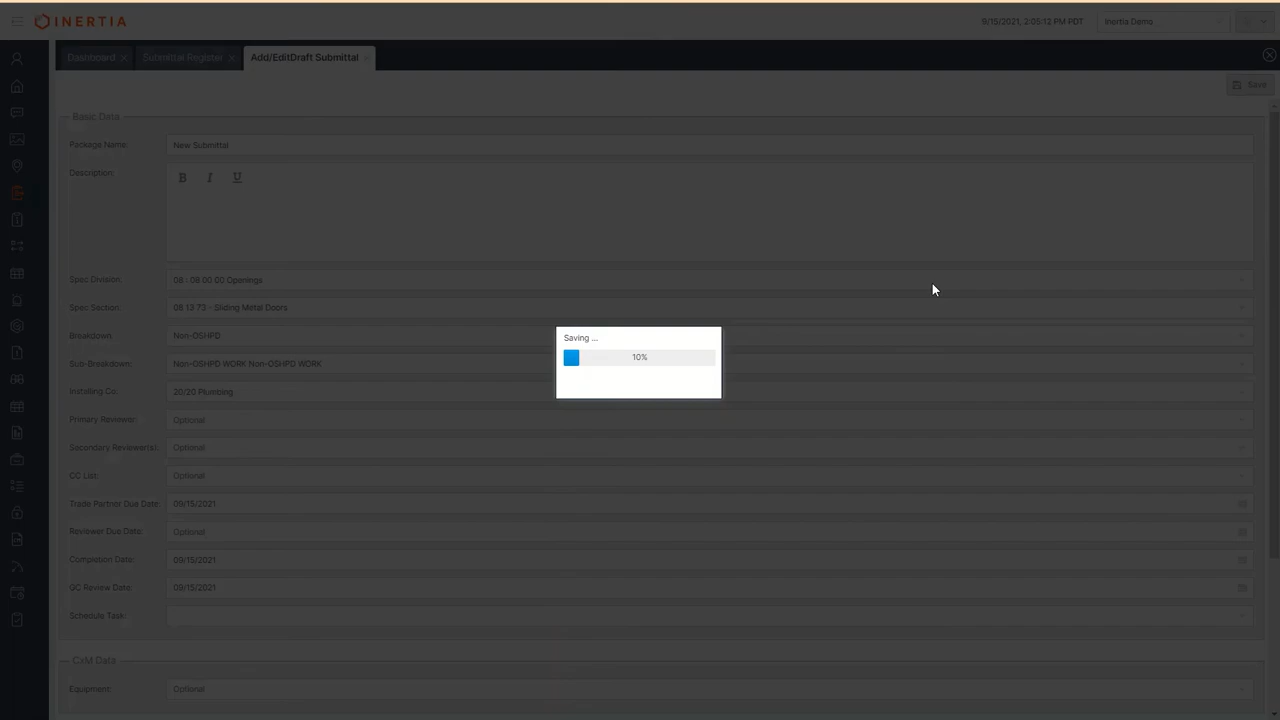 INERTIA
9/15/2021, 2:05:12 PM PDT
Inertia Demo
Dashboard
Submittal Register
Add/EditDraft Submittal
Save
Basic Data
Package Name:
New Submittal
Description:
B I U
Spec Division:
08 : 08 00 00 Openings
Spec Section:
08 13 73 - Sliding Metal Doors
Saving ...
10%
Breakdown:
Non-OSHPD
Sub-Breakdown:
Non-OSHPD WORK Non-OSHPD WORK
Installing Co:
20/20 Plumbing
Primary Reviewer:
Optional
Secondary Reviewer(s):
Optional
CC List:
Optional
Trade Partner Due Date:
09/15/2021
Reviewer Due Date:
Optional
Completion Date:
09/15/2021
GC Review Date:
09/15/2021
Schedule Task:
CxM Data
Equipment:
Optional